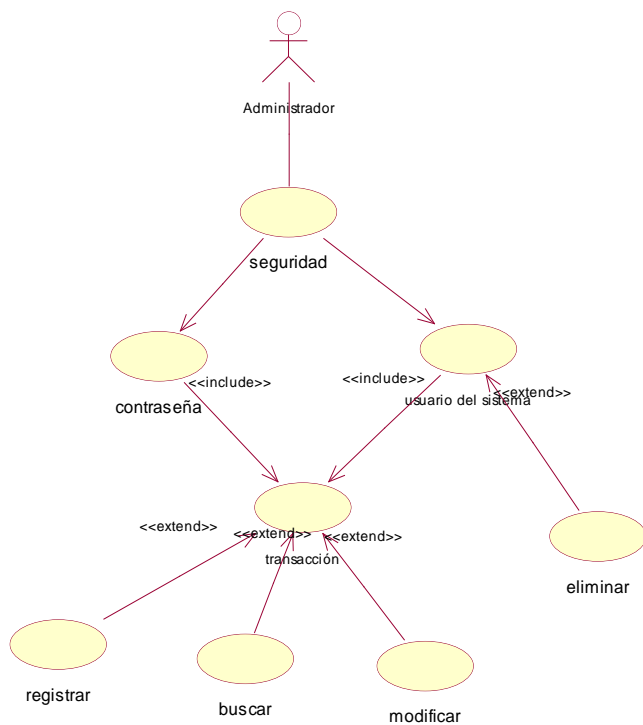 Administrador
seguridad
<<include>>
<<include>>
usuario del sistema
<<extend>>
contraseña
<<extend>>
<<extend>>
<<extend>>
transacción
eliminar
registrar
buscar
modificar